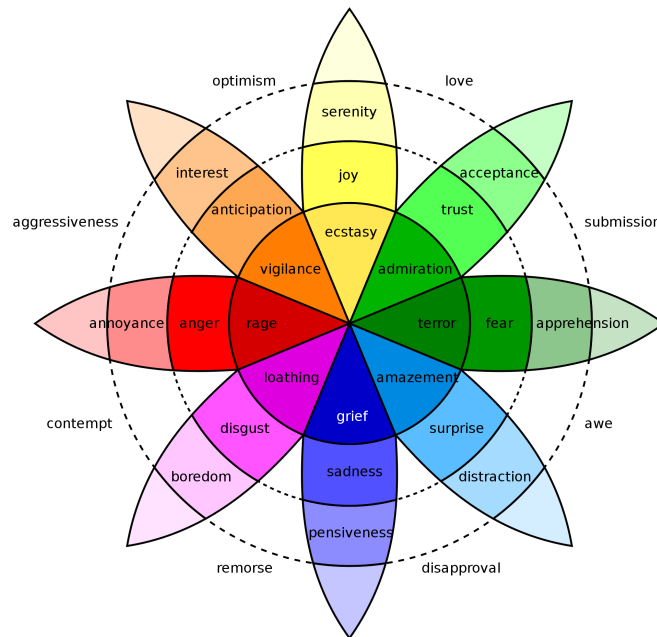 optimism
love
serenity
interest
acceptance
joy
anticipation
trust
aggressiveness
submission
ecstasy
vigilance
admiration
annoyance
anger
rage
terror
fear
apprehension
loathing
amazement
grief
contempt
awe
disgust
surprise
sadness
boredom
distraction
pensiveness
remorse
disapproval